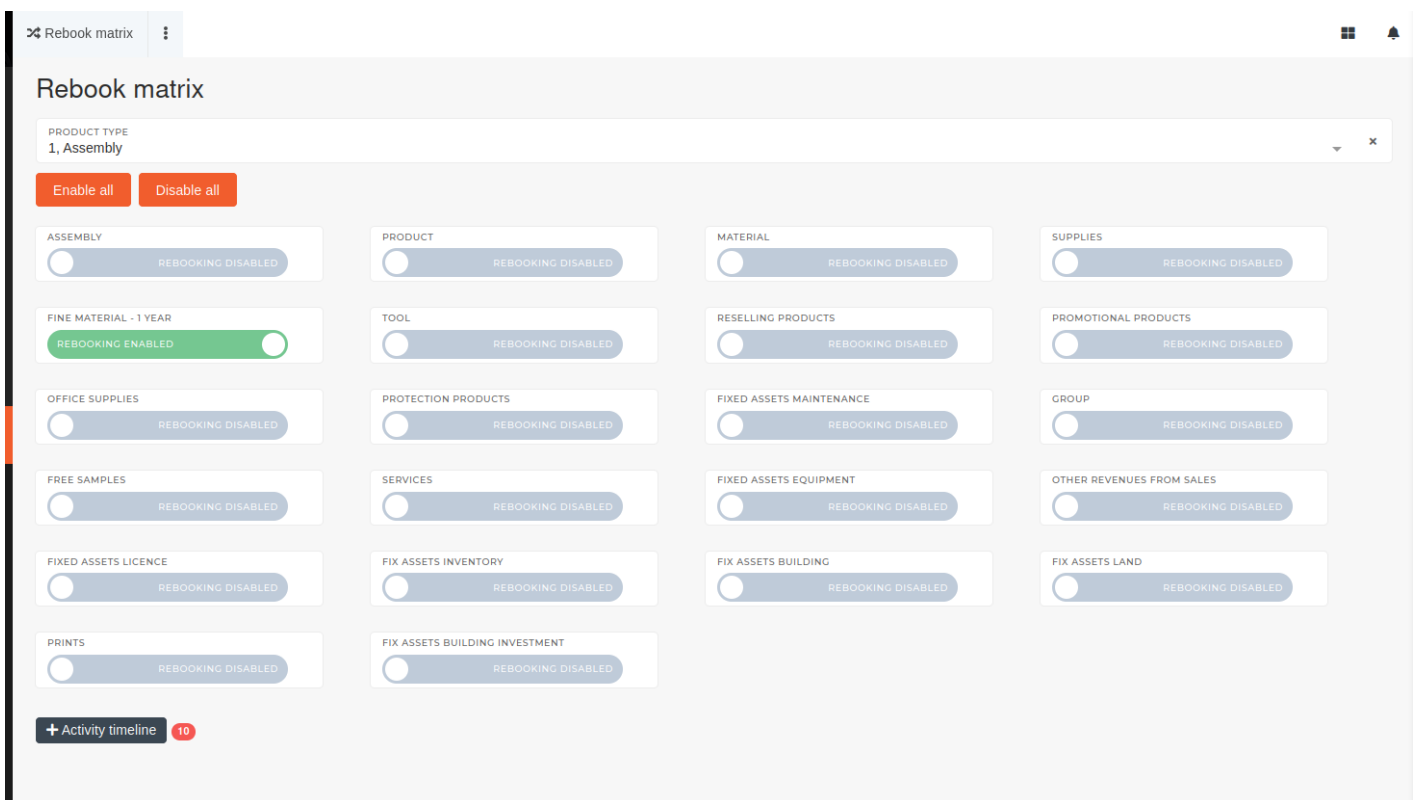 Rebook matrix
Rebook matrix
PRODUCT TYPE
1, Assembly
×
Enable all Disable all
ASSEMBLY PRODUCT MATERIAL SUPPLIES
REBOOKING DISABLED REBOOKING DISABLED REBOOKING DISABLED REBOOKING DISABLED
FINE MATERIAL - 1 YEAR TOOL RESELLING PRODUCTS PROMOTIONAL PRODUCTS
REBOOKING ENABLED REBOOKING DISABLED REBOOKING DISABLED REBOOKING DISABLED
OFFICE SUPPLIES PROTECTION PRODUCTS FIXED ASSETS MAINTENANCE GROUP
REBOOKING DISABLED REBOOKING DISABLED REBOOKING DISABLED REBOOKING DISABLED
FREE SAMPLES SERVICES FIXED ASSETS EQUIPMENT OTHER REVENUES FROM SALES
REBOOKING DISABLED REBOOKING DISABLED REBOOKING DISABLED REBOOKING DISABLED
FIXED ASSETS LICENCE FIX ASSETS INVENTORY FIX ASSETS BUILDING FIX ASSETS LAND
REBOOKING DISABLED REBOOKING DISABLED REBOOKING DISABLED REBOOKING DISABLED
PRINTS FIX ASSETS BUILDING INVESTMENT
REBOOKING DISABLED REBOOKING DISABLED
+ Activity timeline 10